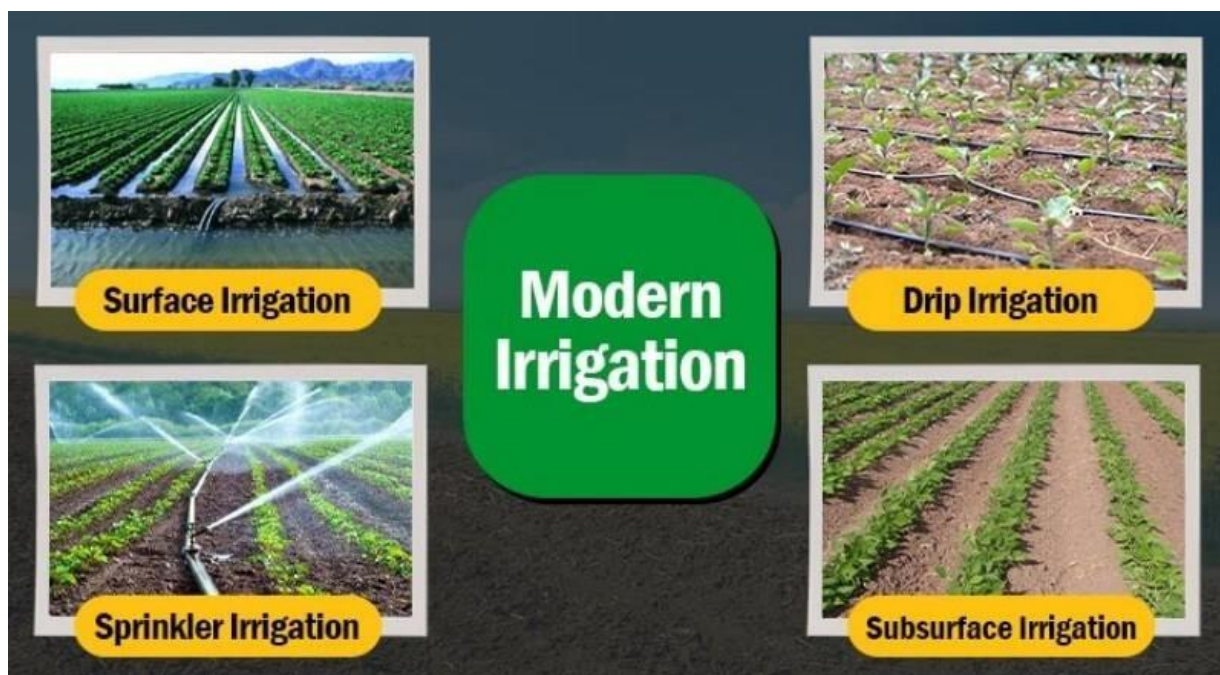 Surface Irrigation
Drip Irrigation
Modern
Irrigation
Sprinkler Irrigation
Subsurface Irrigation